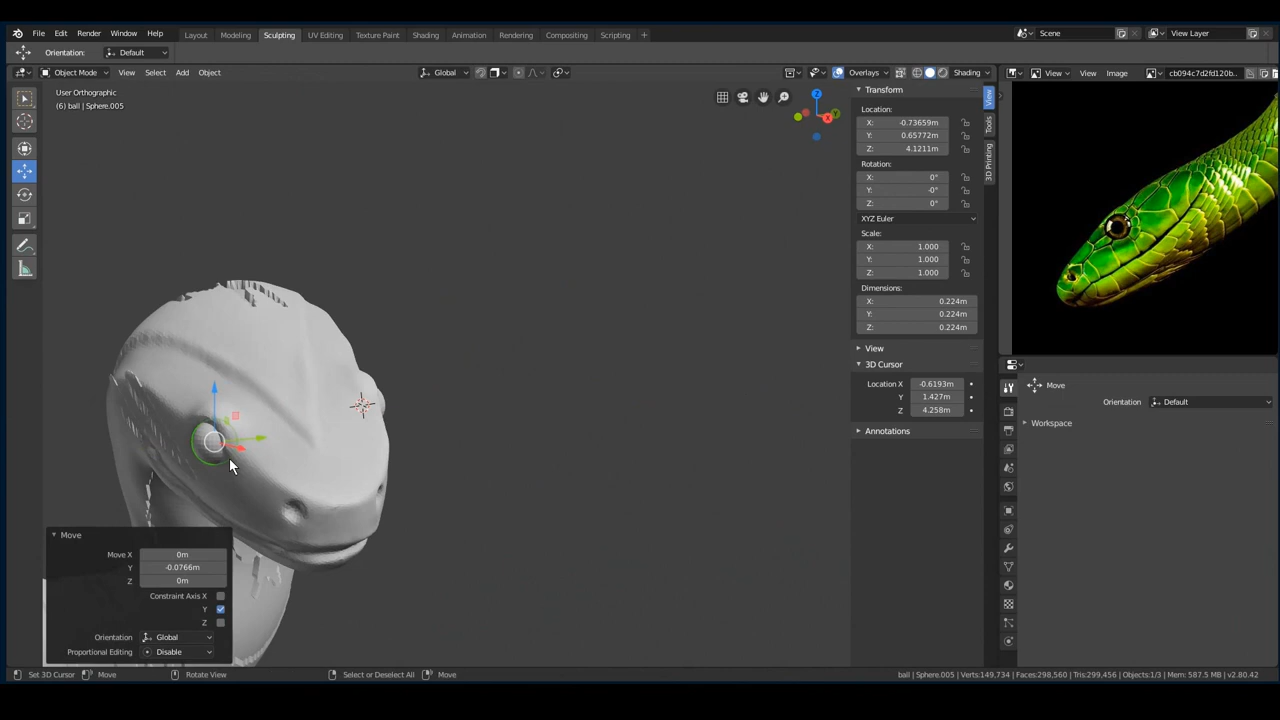 File Edit Render Window Help Layout Modeling Sculpting UV Editing Texture Paint Shading Animation Rendering Compositing Scripting + Scene View Layer
Orientation: Default
Object Mode View Select Add Object Global Overlays Shading View View Image cb094c7d2fd120b...
User Orthographic
(6) ball | Sphere.005
Z
Y
X
Transform
Location:
X: -0.73659m
Y: 0.65772m
Z: 4.1211m
Rotation:
X: 0°
Y: -0°
Z: 0°
XYZ Euler
Scale:
X: 1.000
Y: 1.000
Z: 1.000
Dimensions:
X: 0.224m
Y: 0.224m
Z: 0.224m
View
3D Cursor
Location X -0.6193m
Y 1.427m
Z 4.258m
Annotations
View
Tools
3D Printing
Move
Orientation Default
Workspace
Move
Move X 0m
Y -0.0766m
Z 0m
Constraint Axis X
Y
Z
Orientation Global
Proportional Editing Disable
Set 3D Cursor Move Rotate View Select or Deselect All Move ball | Sphere.005 | Verts:149,734 | Faces:298,560 | Tris:299,456 | Objects:1/3 | Mem: 587.5 MB | v2.80.42